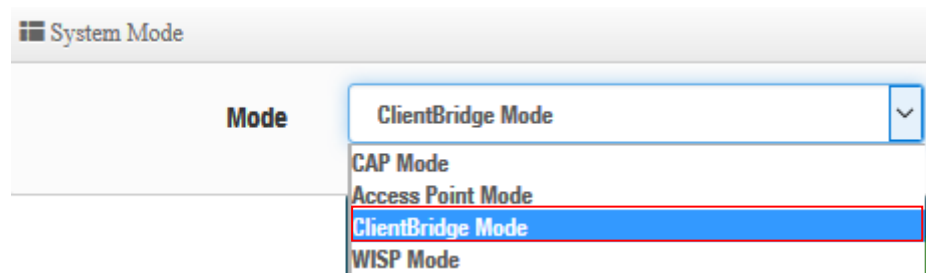 System Mode
Mode ClientBridge Mode
CAP Mode
Access Point Mode
ClientBridge Mode
WISP Mode